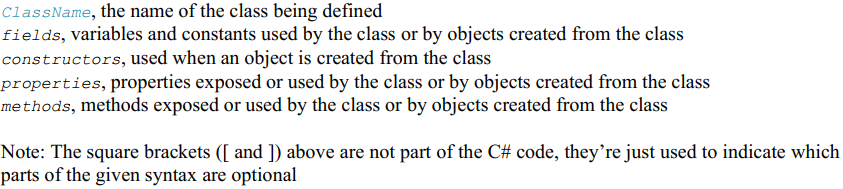 ClassName, the name of the class being defined
fields, variables and constants used by the class or by objects created from the class
constructors, used when an object is created from the class
properties, properties exposed or used by the class or by objects created from the class
methods, methods exposed or used by the class or by objects created from the class
Note: The square brackets ([ and ]) above are not part of the C# code, they’re just used to indicate which
parts of the given syntax are optional